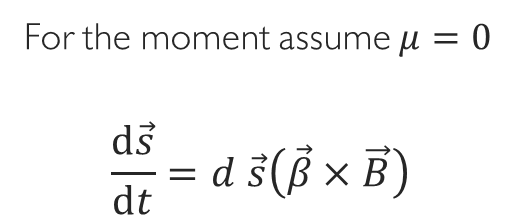 For the moment assume μ = 0
ds⃗/dt = d s⃗(β⃗ × B⃗)